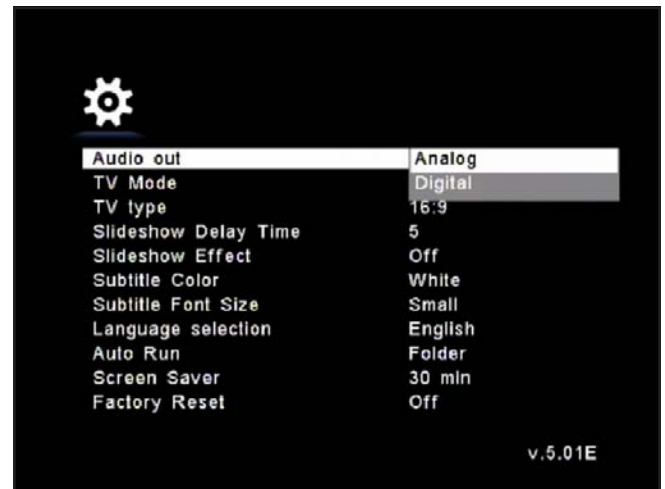 Audio out Analog
TV Mode Digital
TV type 16:9
Slideshow Delay Time 5
Slideshow Effect Off
Subtitle Color White
Subtitle Font Size Small
Language selection English
Auto Run Folder
Screen Saver 30 min
Factory Reset Off
v.5.01E